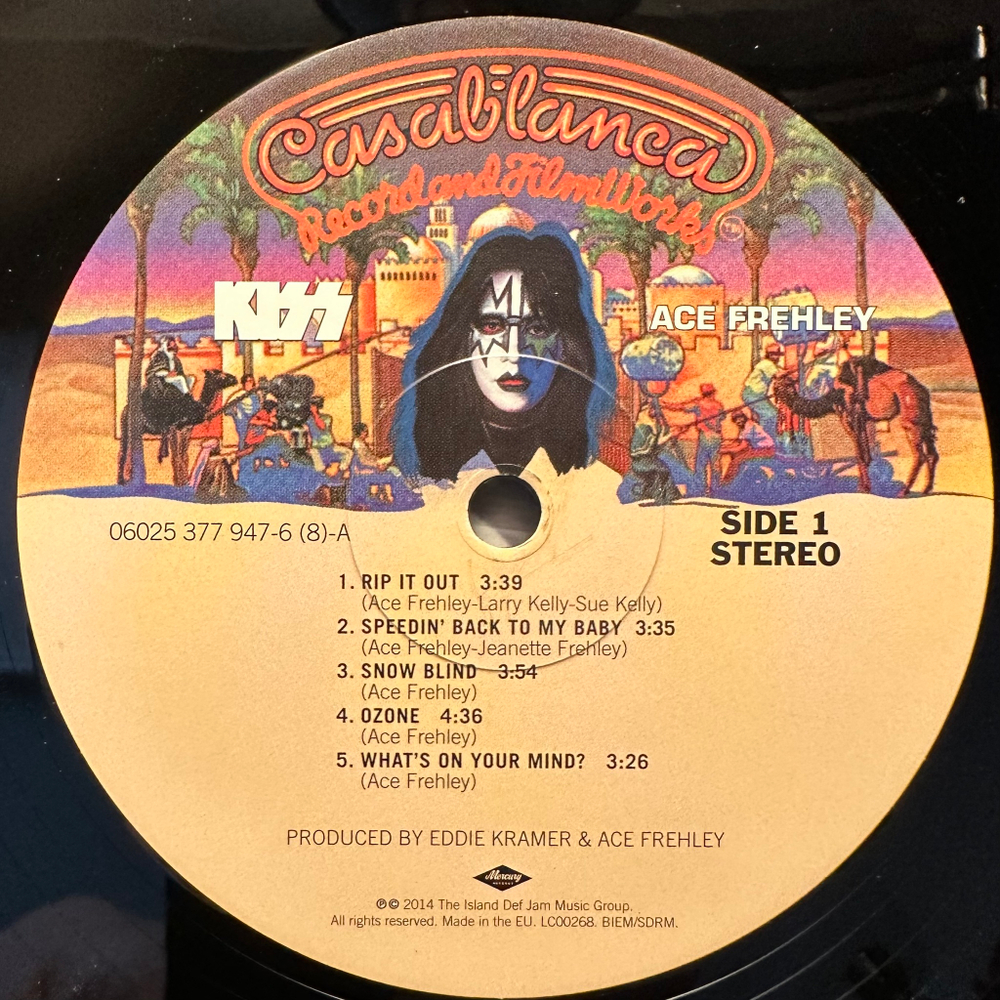 Casablanca
Record and FilmWorks TM
KISS
ACE FREHLEY
06025 377 947-6 (8)-A
SIDE 1
STEREO
1. RIP IT OUT 3:39
(Ace Frehley-Larry Kelly-Sue Kelly)
2. SPEEDIN' BACK TO MY BABY 3:35
(Ace Frehley-Jeanette Frehley)
3. SNOW BLIND 3:54
(Ace Frehley)
4. OZONE 4:36
(Ace Frehley)
5. WHAT'S ON YOUR MIND? 3:26
(Ace Frehley)
PRODUCED BY EDDIE KRAMER & ACE FREHLEY
Mercury
RECORDS
℗© 2014 The Island Def Jam Music Group.
All rights reserved. Made in the EU. LC00268. BIEM/SDRM.